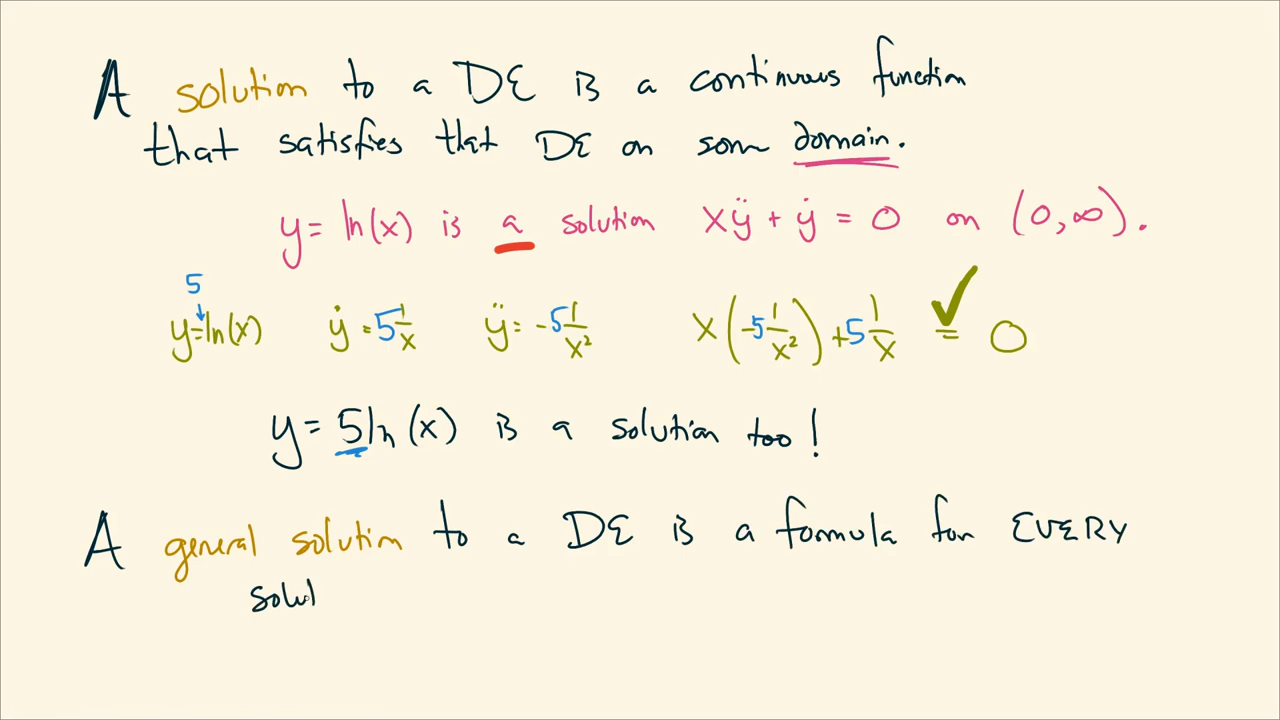 A solution to a DE is a continuous function
that satisfies that DE on some domain.
y = ln(x) is a solution xÿ + ẏ = 0 on (0,∞).
5
y=ln(x) ẏ = 5 1/x ÿ = -5 1/x² x(-5 1/x²) + 5 1/x = ✓ 0
y = 5ln(x) is a solution too!
A general solution to a DE is a formula for EVERY
solut